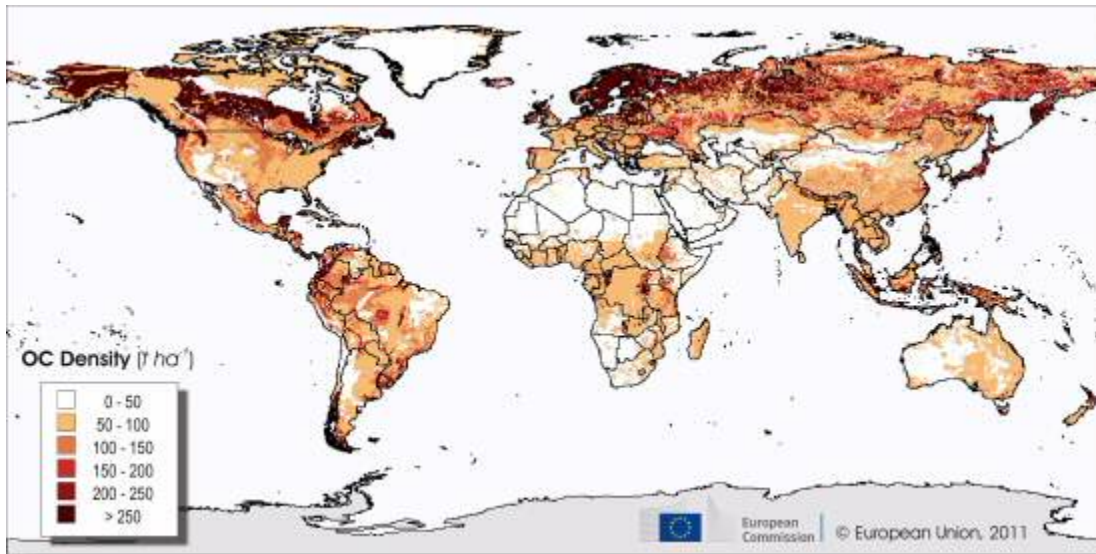 OC Density (t ha⁻¹)
0 - 50
50 - 100
100 - 150
150 - 200
200 - 250
> 250
European
Commission
© European Union, 2011